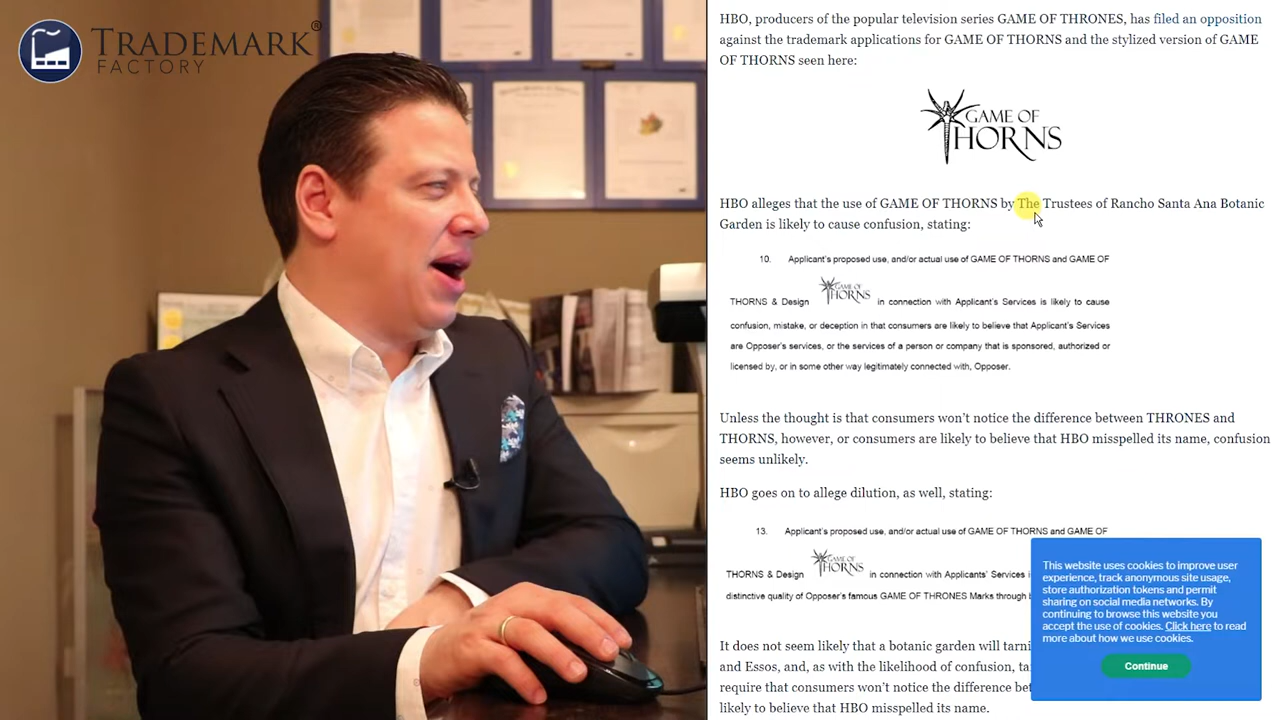 TRADEMARK®
FACTORY
HBO, producers of the popular television series GAME OF THRONES, has filed an opposition
against the trademark applications for GAME OF THORNS and the stylized version of GAME
OF THORNS seen here:
GAME OF
THORNS
HBO alleges that the use of GAME OF THORNS by The Trustees of Rancho Santa Ana Botanic
Garden is likely to cause confusion, stating:
10. Applicant's proposed use, and/or actual use of GAME OF THORNS and GAME OF
THORNS & Design GAME OF THORNS in connection with Applicant's Services is likely to cause
confusion, mistake, or deception in that consumers are likely to believe that Applicant's Services
are Opposer's services, or the services of a person or company that is sponsored, authorized or
licensed by, or in some other way legitimately connected with, Opposer.
Unless the thought is that consumers won't notice the difference between THRONES and
THORNS, however, or consumers are likely to believe that HBO misspelled its name, confusion
seems unlikely.
HBO goes on to allege dilution, as well, stating:
13. Applicant's proposed use, and/or actual use of GAME OF THORNS and GAME OF
THORNS & Design GAME OF THORNS in connection with Applicants' Services
distinctive quality of Opposer's famous GAME OF THRONES Marks through
It does not seem likely that a botanic garden will
and Essos, and, as with the likelihood of confusion,
require that consumers won't notice the difference
likely to believe that HBO misspelled its name.
This website uses cookies to improve user
experience, track anonymous site usage,
store authorization tokens and permit
sharing on social media networks. By
continuing to browse this website you
accept the use of cookies. Click here to read
more about how we use cookies.
Continue